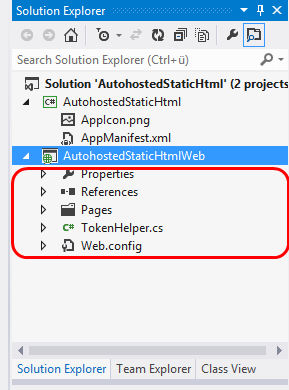 Solution Explorer
Search Solution Explorer (Ctrl+ü)
Solution 'AutohostedStaticHtml' (2 projects
C# AutohostedStaticHtml
AppIcon.png
AppManifest.xml
AutohostedStaticHtmlWeb
Properties
References
Pages
C# TokenHelper.cs
Web.config
Solution Explorer Team Explorer Class View